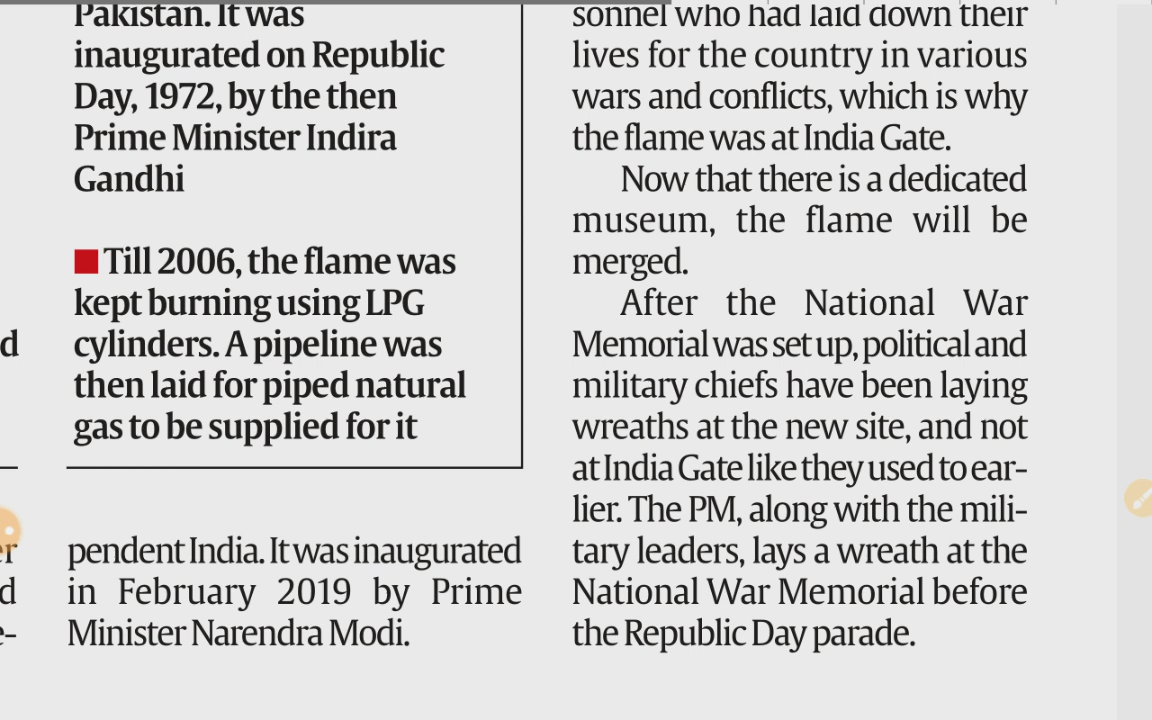 Pakistan. It was
inaugurated on Republic
Day, 1972, by the then
Prime Minister Indira
Gandhi
Till 2006, the flame was
kept burning using LPG
cylinders. A pipeline was
then laid for piped natural
gas to be supplied for it
pendent India. It was inaugurated
in February 2019 by Prime
Minister Narendra Modi.
sonnel who had laid down their
lives for the country in various
wars and conflicts, which is why
the flame was at India Gate.
Now that there is a dedicated
museum, the flame will be
merged.
After the National War
Memorial was set up, political and
military chiefs have been laying
wreaths at the new site, and not
at India Gate like they used to ear-
lier. The PM, along with the mili-
tary leaders, lays a wreath at the
National War Memorial before
the Republic Day parade.